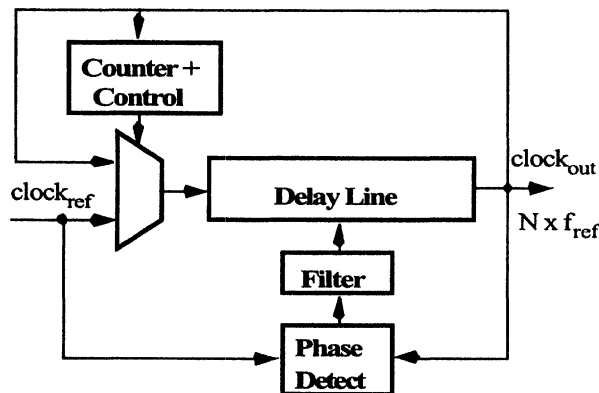 Counter +
Control
clock_ref
Delay Line
clock_out
N x f_ref
Filter
Phase
Detect